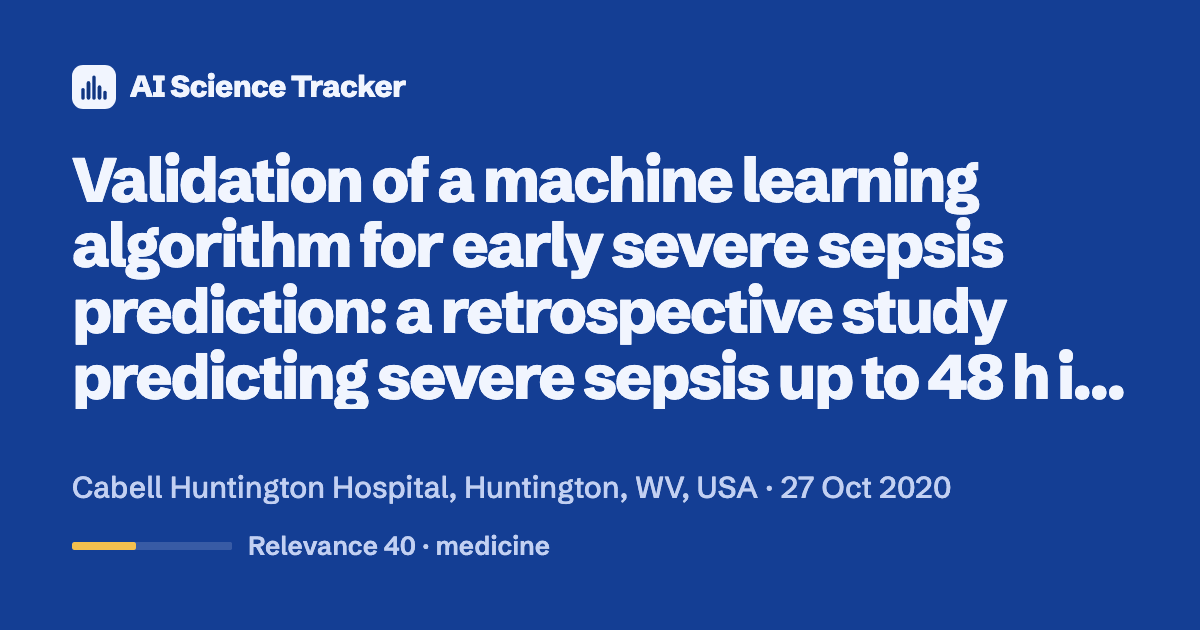 AI Science Tracker
Validation of a machine learning
algorithm for early severe sepsis
prediction: a retrospective study
predicting severe sepsis up to 48 h i...
Cabell Huntington Hospital, Huntington, WV, USA · 27 Oct 2020
Relevance 40 · medicine